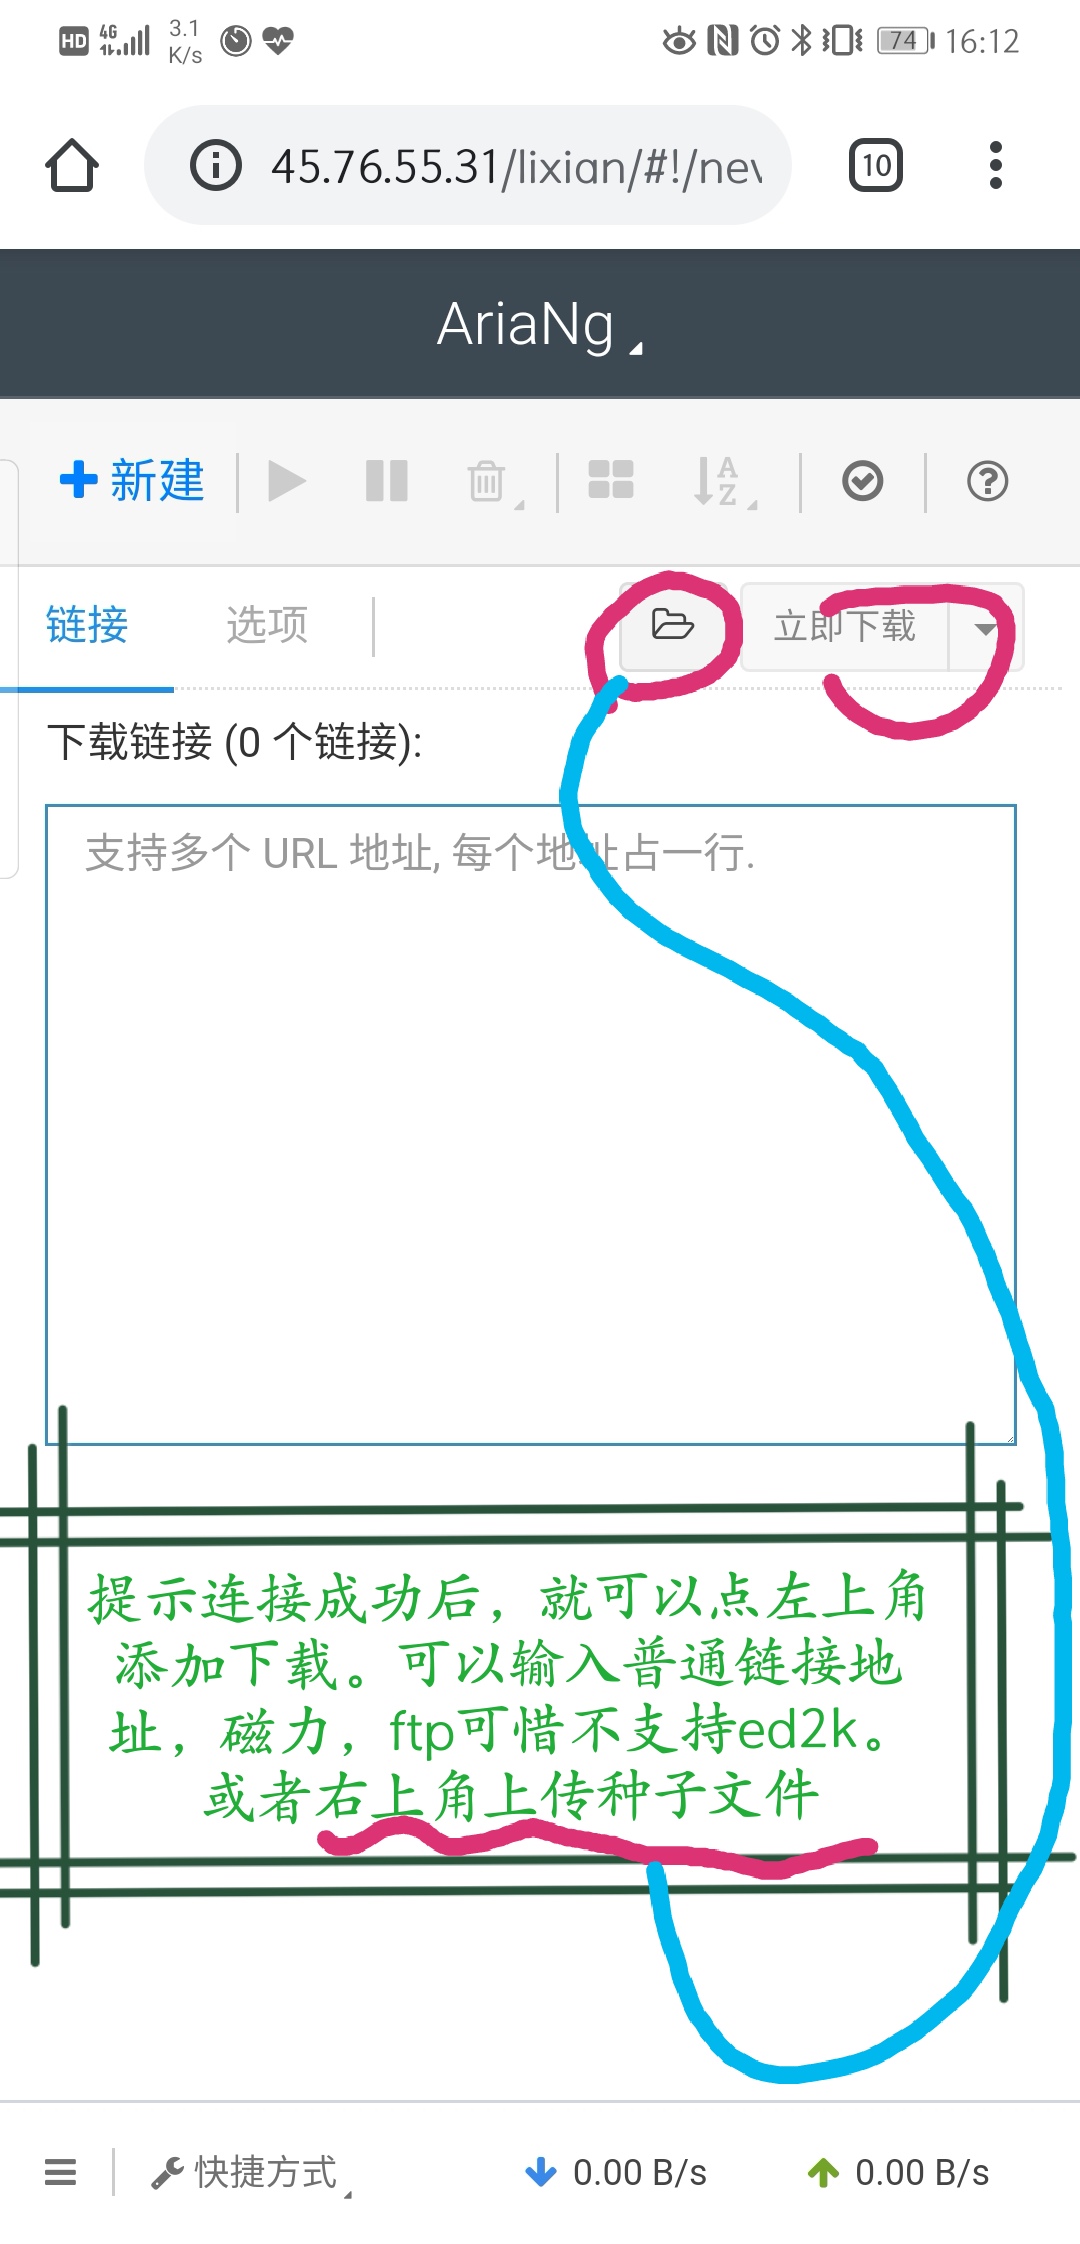 HD 4G 3.1 K/s 74 16:12
45.76.55.31/lixian/#!/nev
10
AriaNg
新建
A
Z
链接 选项 立即下载
下载链接 (0 个链接):
支持多个 URL 地址, 每个地址占一行.
提示连接成功后，就可以点左上角
添加下载。可以输入普通链接地
址，磁力，ftp可惜不支持ed2k。
或者右上角上传种子文件
快捷方式 0.00 B/s 0.00 B/s